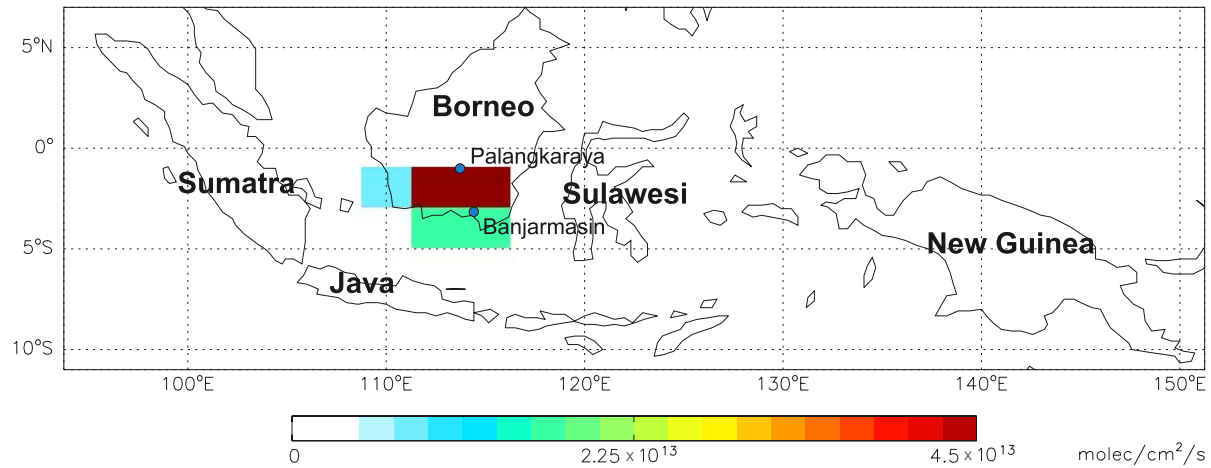 5°N
0°
5°S
10°S
Borneo
Palangkaraya
Sumatra
Sulawesi
Banjarmasin
New Guinea
Java
100°E 110°E 120°E 130°E 140°E 150°E
0 2.25 x 10¹³ 4.5 x 10¹³ molec/cm²/s